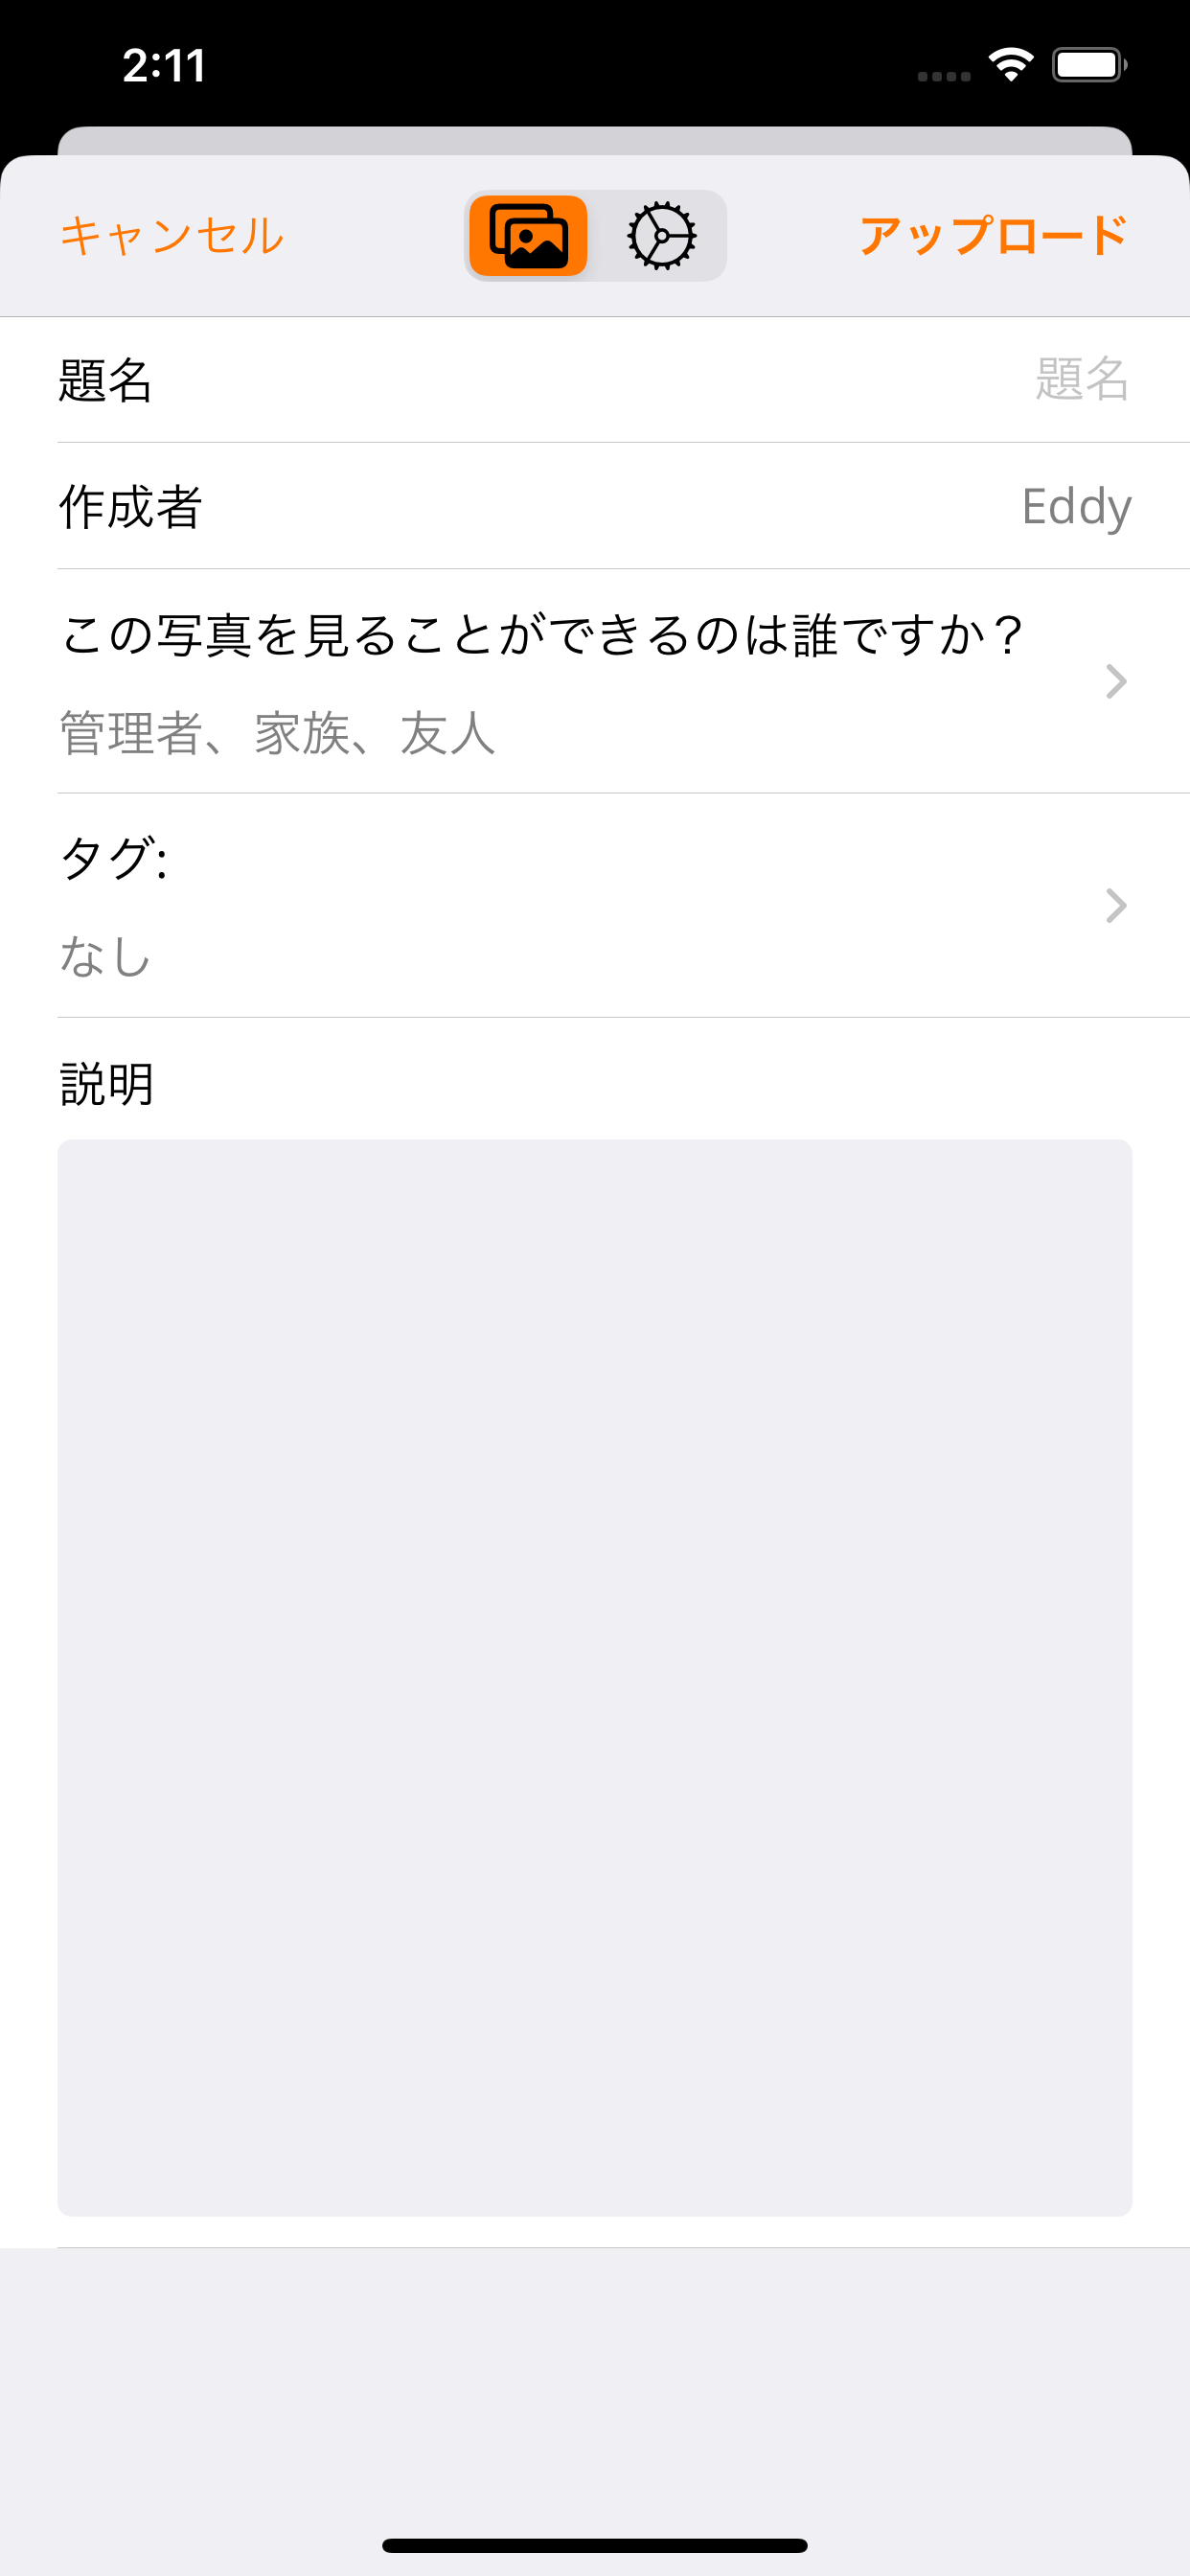 2:11
キャンセル
アップロード
題名
題名
作成者
Eddy
この写真を見ることができるのは誰ですか？
管理者、家族、友人
タグ:
なし
説明